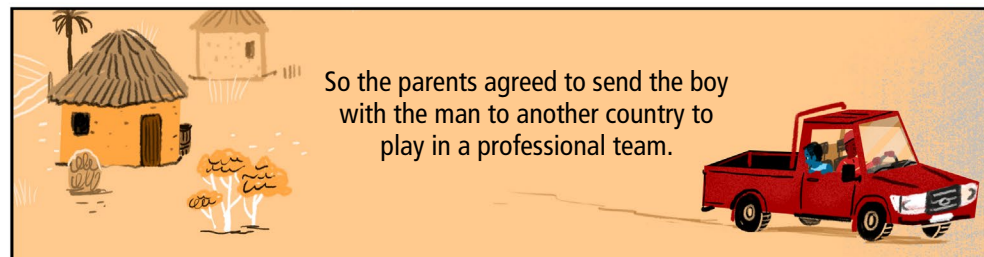 So the parents agreed to send the boy
with the man to another country to
play in a professional team.